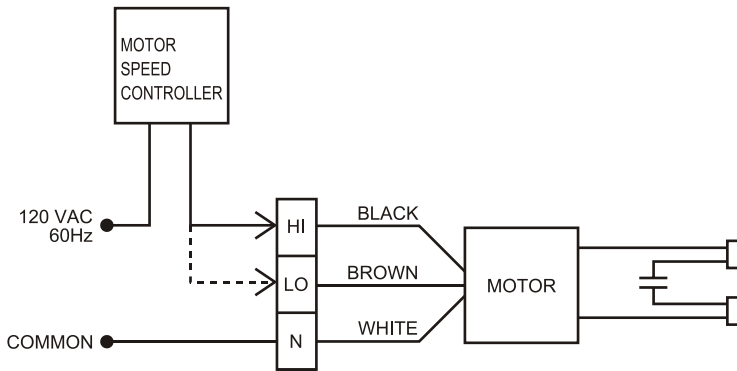 MOTOR
SPEED
CONTROLLER
120 VAC
60Hz
HI
BLACK
LO
BROWN
MOTOR
COMMON
N
WHITE